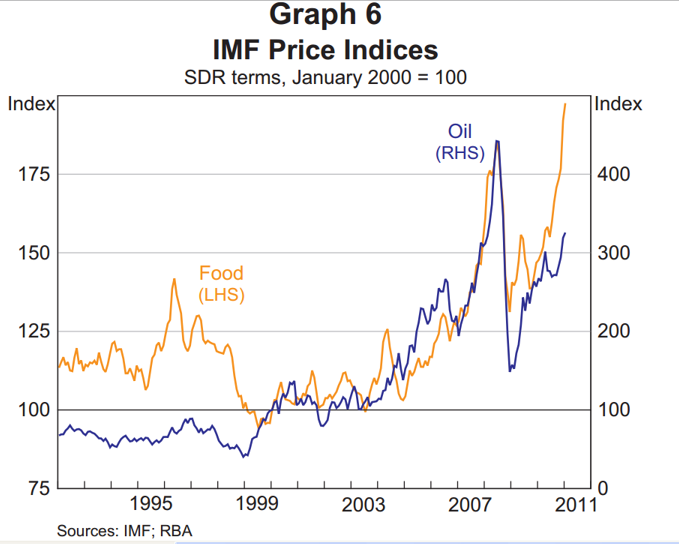 Graph 6
IMF Price Indices
SDR terms, January 2000 = 100
Index Index
Oil
(RHS)
175 400
150 300
Food
(LHS)
125 200
100 100
75 0
1995 1999 2003 2007 2011
Sources: IMF; RBA